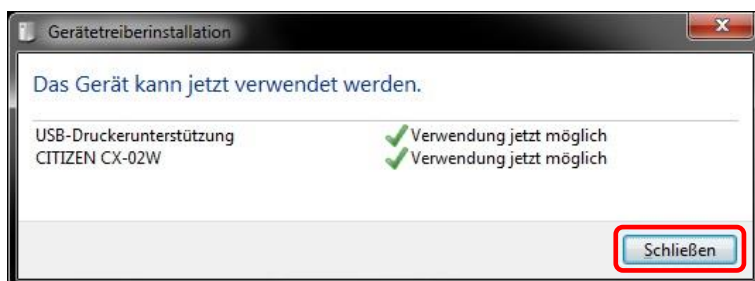 Gerätetreiberinstallation
Das Gerät kann jetzt verwendet werden.
USB-Druckerunterstützung Verwendung jetzt möglich
CITIZEN CX-02W Verwendung jetzt möglich
Schließen